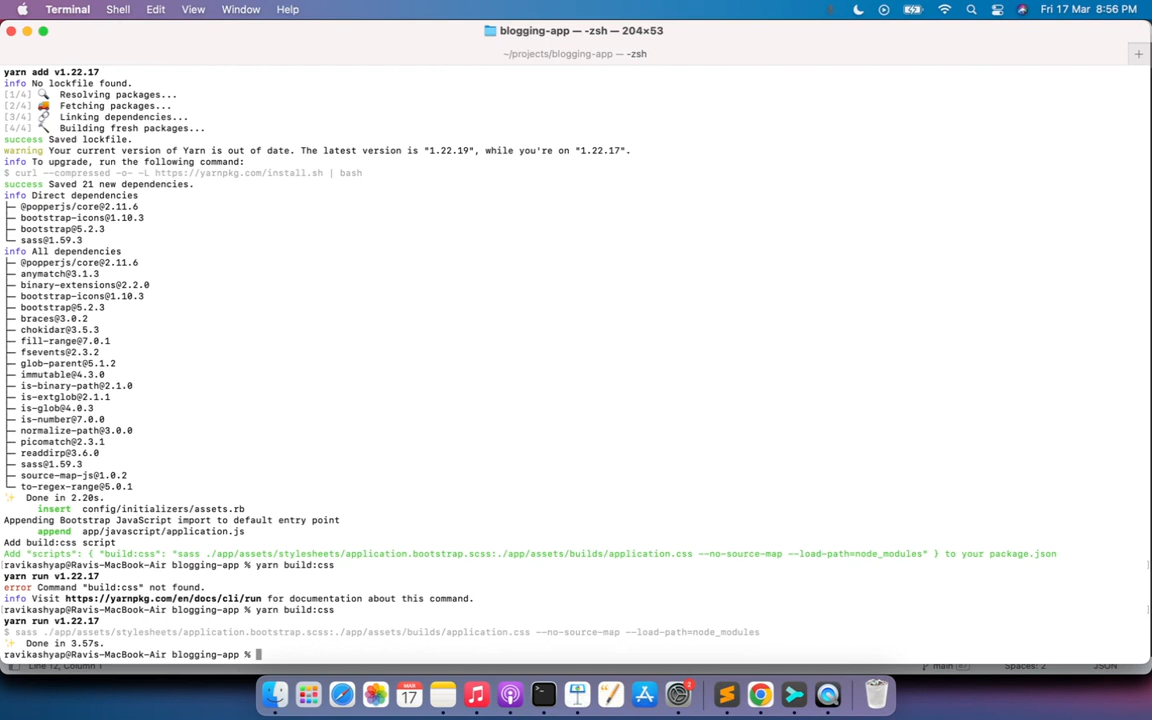 Terminal Shell Edit View Window Help Fri 17 Mar 8:56 PM
blogging-app — -zsh — 204×53
~/projects/blogging-app — -zsh
yarn add v1.22.17
info No lockfile found.
[1/4] 🔍 Resolving packages...
[2/4] 🚚 Fetching packages...
[3/4] 🔗 Linking dependencies...
[4/4] 🔨 Building fresh packages...
success Saved lockfile.
warning Your current version of Yarn is out of date. The latest version is "1.22.19", while you're on "1.22.17".
info To upgrade, run the following command:
$ curl --compressed -o- -L https://yarnpkg.com/install.sh | bash
success Saved 21 new dependencies.
info Direct dependencies
├─ @popperjs/core@2.11.6
├─ bootstrap-icons@1.10.3
├─ bootstrap@5.2.3
└─ sass@1.59.3
info All dependencies
├─ @popperjs/core@2.11.6
├─ anymatch@3.1.3
├─ binary-extensions@2.2.0
├─ bootstrap-icons@1.10.3
├─ bootstrap@5.2.3
├─ braces@3.0.2
├─ chokidar@3.5.3
├─ fill-range@7.0.1
├─ fsevents@2.3.2
├─ glob-parent@5.1.2
├─ immutable@4.3.0
├─ is-binary-path@2.1.0
├─ is-extglob@2.1.1
├─ is-glob@4.0.3
├─ is-number@7.0.0
├─ normalize-path@3.0.0
├─ picomatch@2.3.1
├─ readdirp@3.6.0
├─ sass@1.59.3
├─ source-map-js@1.0.2
└─ to-regex-range@5.0.1
✨ Done in 2.20s.
insert config/initializers/assets.rb
Appending Bootstrap JavaScript import to default entry point
append app/javascript/application.js
Add build:css script
Add "scripts": { "build:css": "sass ./app/assets/stylesheets/application.bootstrap.scss:./app/assets/builds/application.css --no-source-map --load-path=node_modules" } to your package.json
ravikashyap@Ravis-MacBook-Air blogging-app % yarn build:css
yarn run v1.22.17
error Command "build:css" not found.
info Visit https://yarnpkg.com/en/docs/cli/run for documentation about this command.
ravikashyap@Ravis-MacBook-Air blogging-app % yarn build:css
yarn run v1.22.17
$ sass ./app/assets/stylesheets/application.bootstrap.scss:./app/assets/builds/application.css --no-source-map --load-path=node_modules
✨ Done in 3.57s.
ravikashyap@Ravis-MacBook-Air blogging-app %
Line 12, Column 1 main Spaces: 2 JSON
MAR
17
2